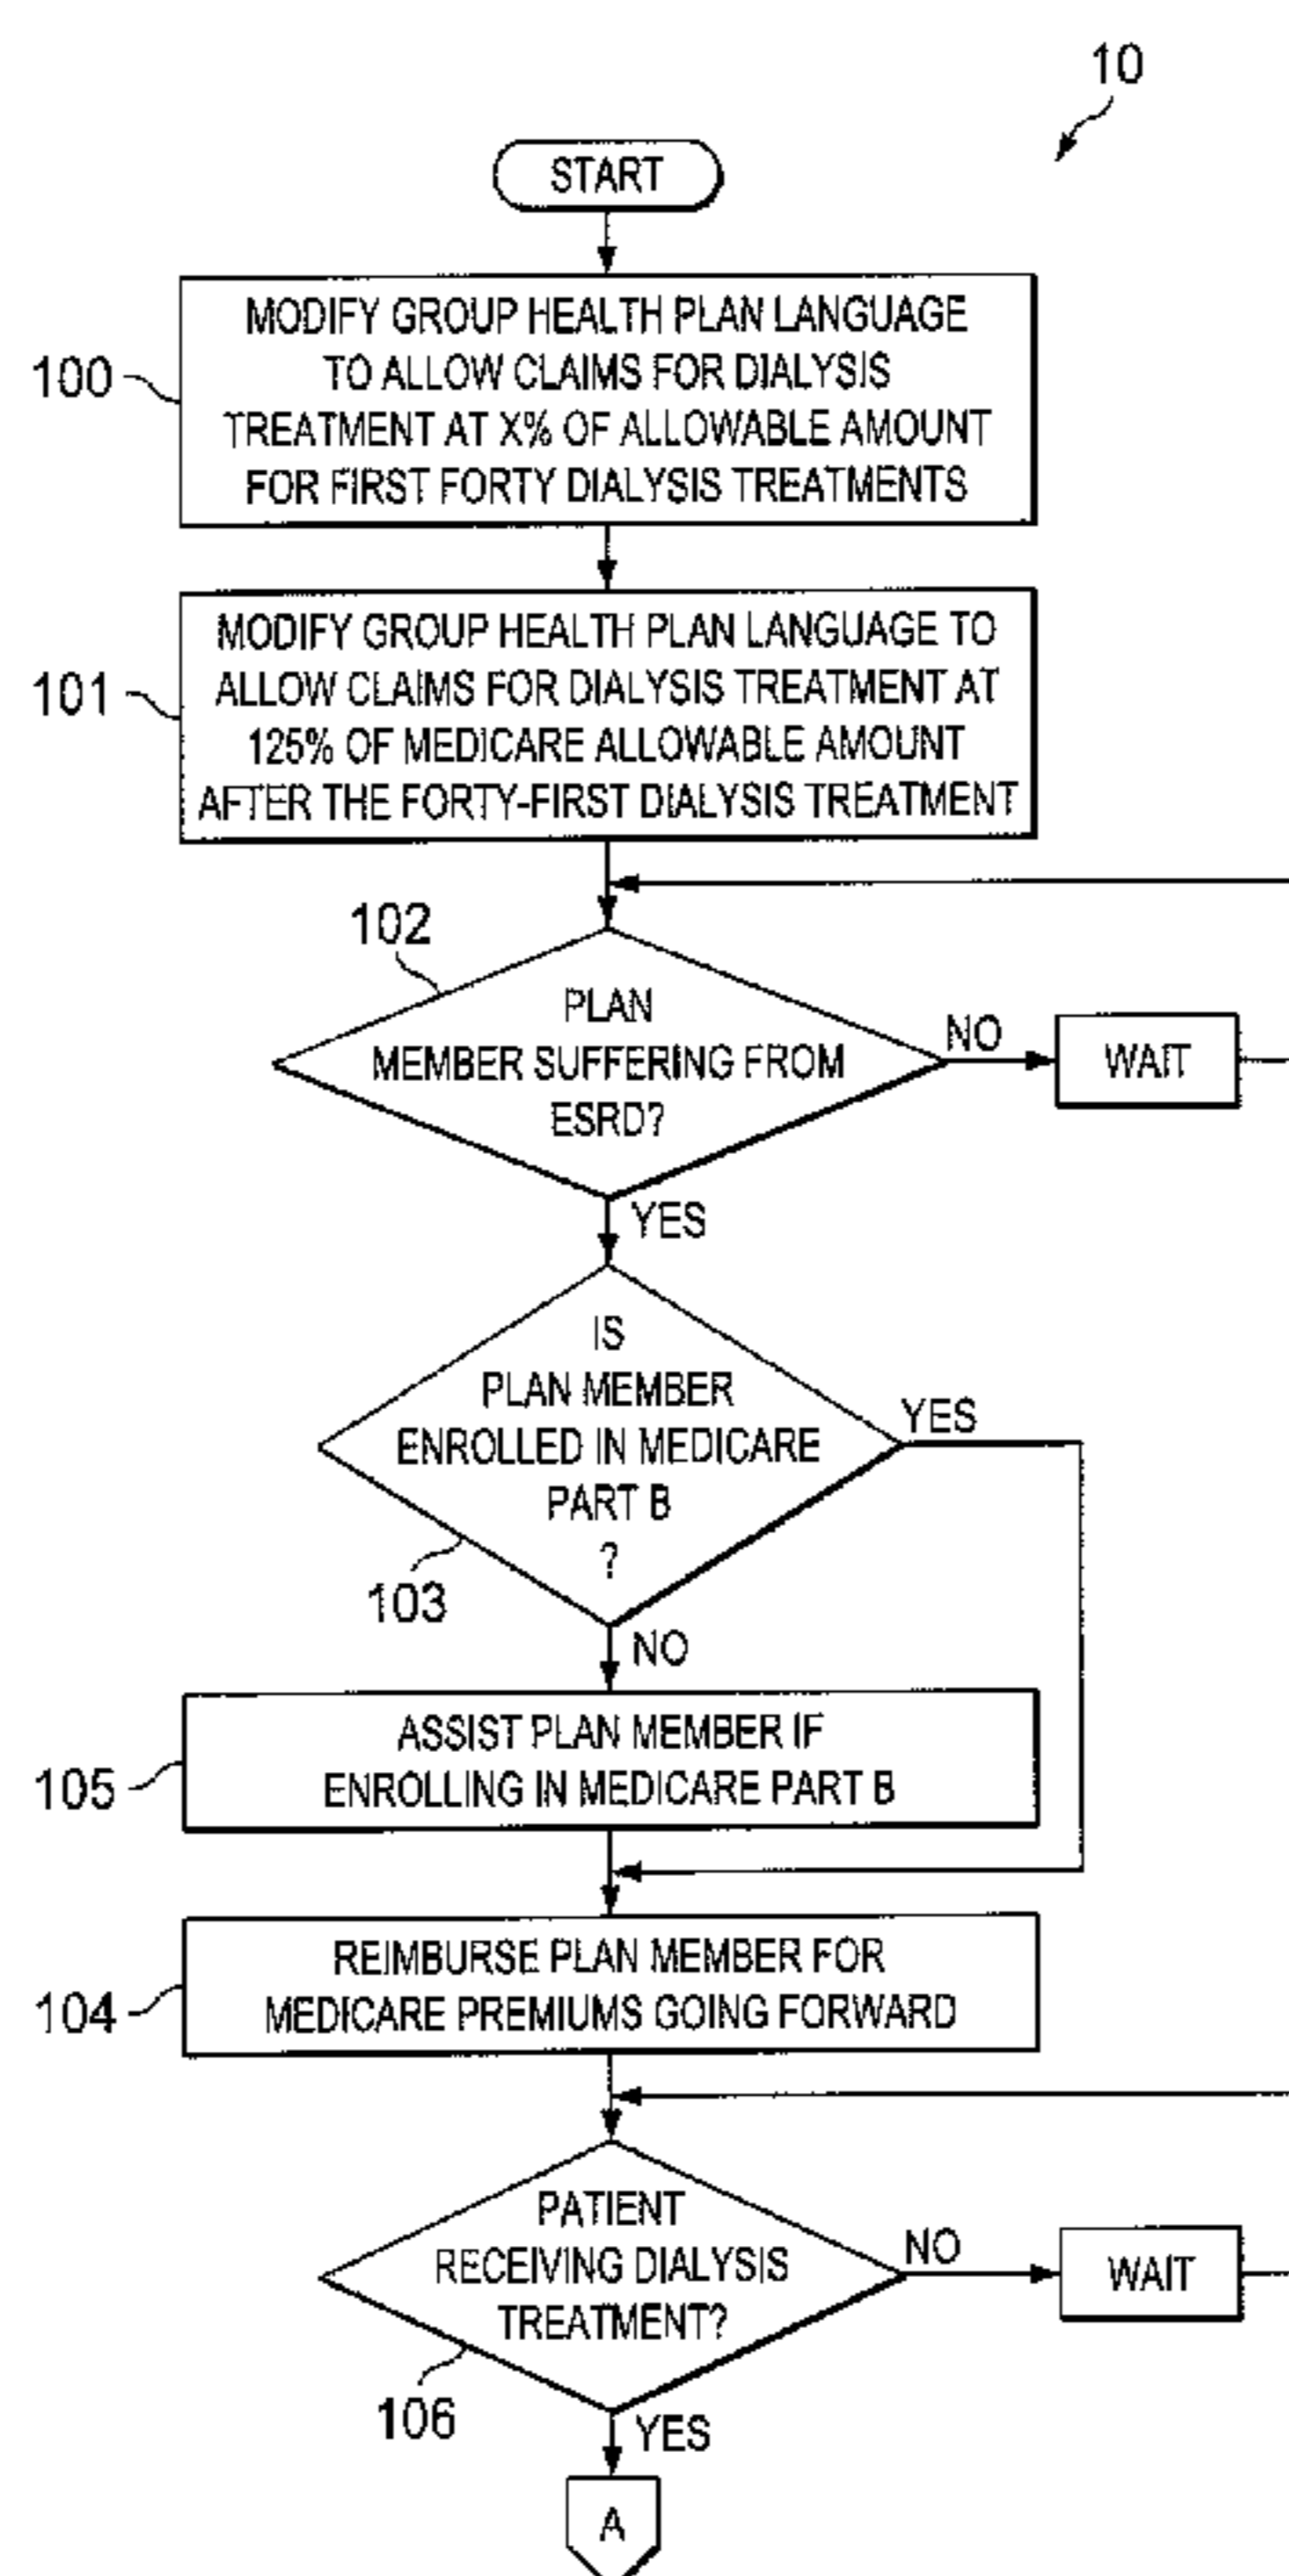 10
START
MODIFY GROUP HEALTH PLAN LANGUAGE
TO ALLOW CLAIMS FOR DIALYSIS
TREATMENT AT X% OF ALLOWABLE AMOUNT
FOR FIRST FORTY DIALYSIS TREATMENTS
100
MODIFY GROUP HEALTH PLAN LANGUAGE TO
ALLOW CLAIMS FOR DIALYSIS TREATMENT AT
125% OF MEDICARE ALLOWABLE AMOUNT
AFTER THE FORTY-FIRST DIALYSIS TREATMENT
101
102
PLAN
MEMBER SUFFERING FROM
ESRD?
NO
WAIT
YES
IS
PLAN MEMBER
ENROLLED IN MEDICARE
PART B
?
YES
103
NO
ASSIST PLAN MEMBER IF
ENROLLING IN MEDICARE PART B
105
REIMBURSE PLAN MEMBER FOR
MEDICARE PREMIUMS GOING FORWARD
104
PATIENT
RECEIVING DIALYSIS
TREATMENT?
NO
WAIT
106
YES
A